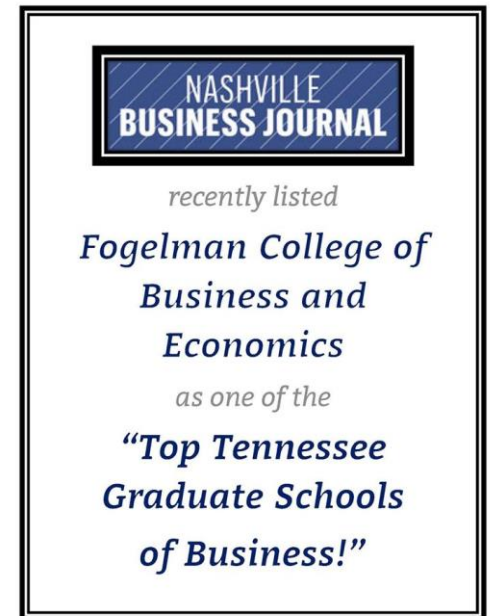 NASHVILLE
BUSINESS JOURNAL
recently listed
Fogelman College of
Business and
Economics
as one of the
“Top Tennessee
Graduate Schools
of Business!”